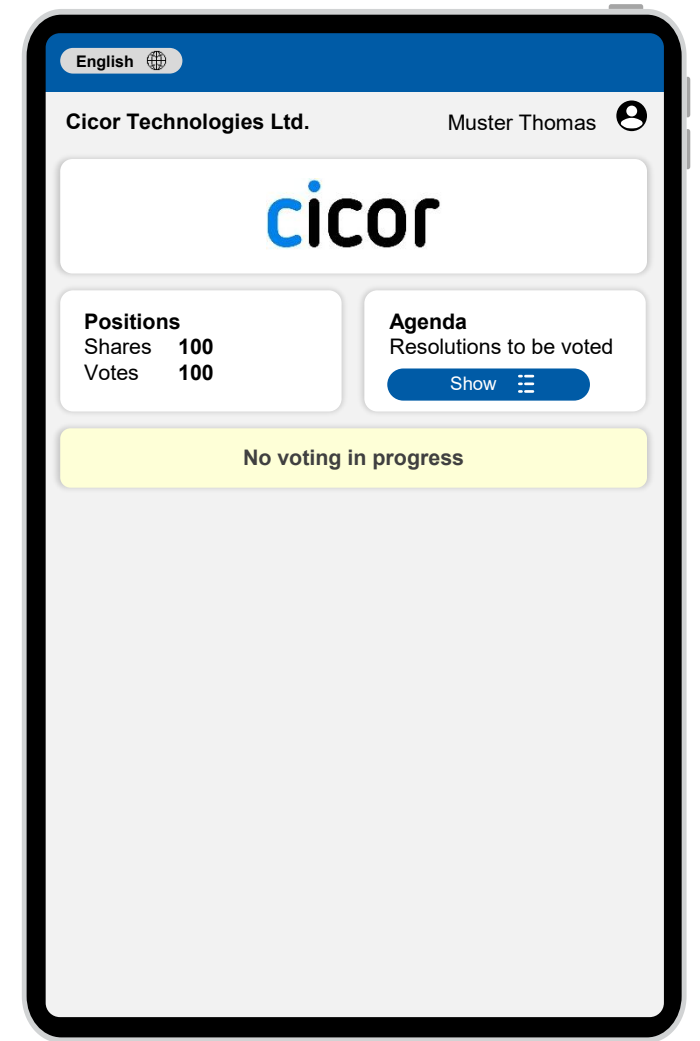 English
Cicor Technologies Ltd.
Muster Thomas
cicor
Positions
Shares 100
Votes 100
Agenda
Resolutions to be voted
Show
No voting in progress